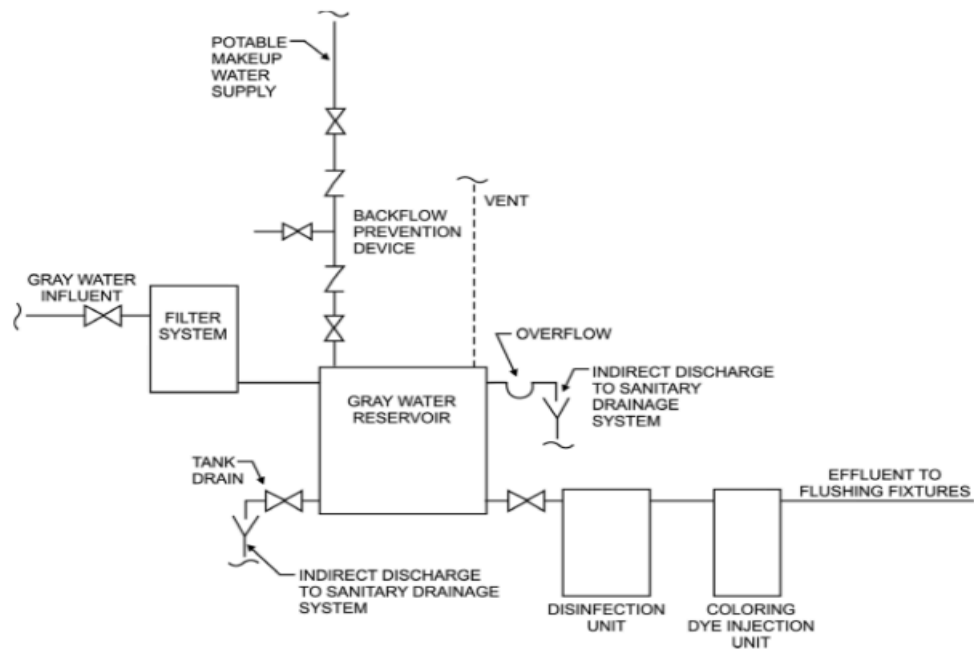 POTABLE
MAKEUP
WATER
SUPPLY
VENT
BACKFLOW
PREVENTION
DEVICE
GRAY WATER
INFLUENT
FILTER
SYSTEM
OVERFLOW
INDIRECT DISCHARGE
TO SANITARY
DRAINAGE
SYSTEM
GRAY WATER
RESERVOIR
TANK
DRAIN
EFFLUENT TO
FLUSHING FIXTURES
INDIRECT DISCHARGE
TO SANITARY DRAINAGE
SYSTEM
DISINFECTION
UNIT
COLORING
DYE INJECTION
UNIT